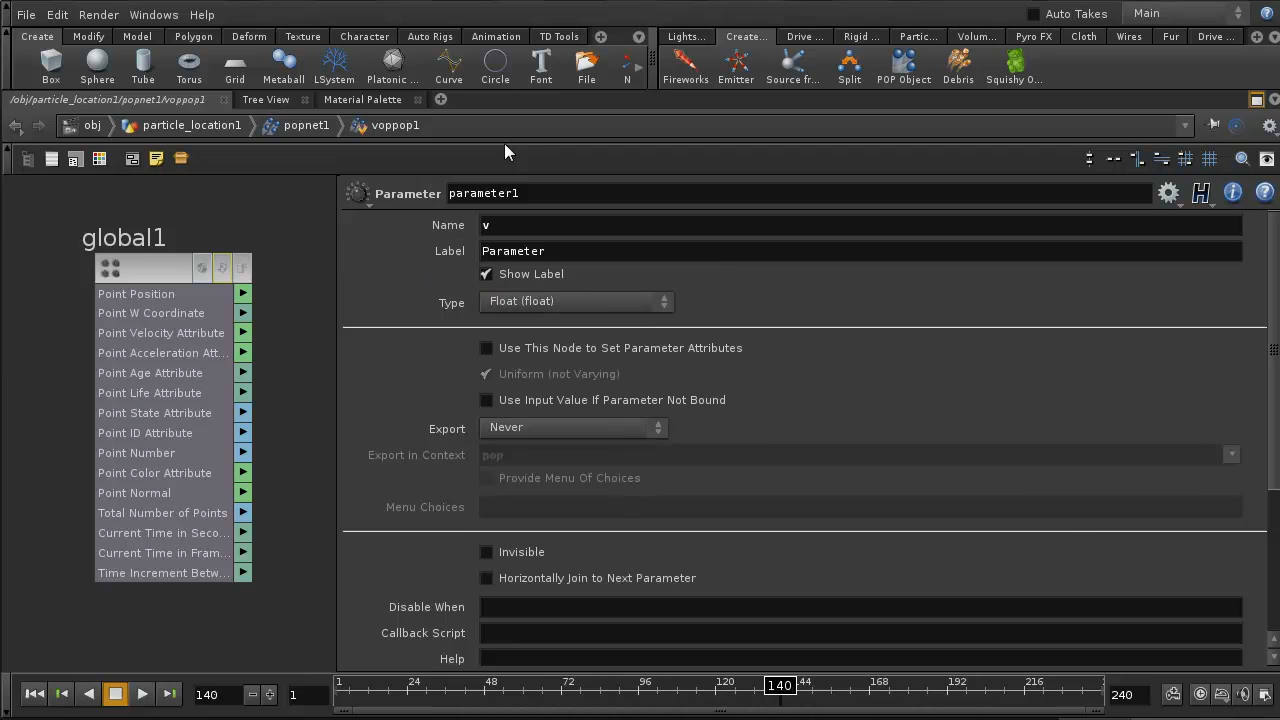 File Edit Render Windows Help Auto Takes Main
Create Modify Model Polygon Deform Texture Character Auto Rigs Animation TD Tools Lights... Create... Drive ... Rigid ... Partic... Volum... Pyro FX Cloth Wires Fur Drive ...
Box Sphere Tube Torus Grid Metaball LSystem Platonic ... Curve Circle Font File N Fireworks Emitter Source fr... Split POP Object Debris Squishy O...
/obj/particle_location1/popnet1/voppop1 Tree View Material Palette
obj particle_location1 popnet1 voppop1
Parameter parameter1
global1
Point Position
Point W Coordinate
Point Velocity Attribute
Point Acceleration Att...
Point Age Attribute
Point Life Attribute
Point State Attribute
Point ID Attribute
Point Number
Point Color Attribute
Point Normal
Total Number of Points
Current Time in Seco...
Current Time in Fram...
Time Increment Betw...
Name v
Label Parameter
Show Label
Type Float (float)
Use This Node to Set Parameter Attributes
Uniform (not Varying)
Use Input Value If Parameter Not Bound
Export Never
Export in Context pop
Provide Menu Of Choices
Menu Choices
Invisible
Horizontally Join to Next Parameter
Disable When
Callback Script
Help
140 1 1 24 48 72 96 120 140 44 168 192 216 240